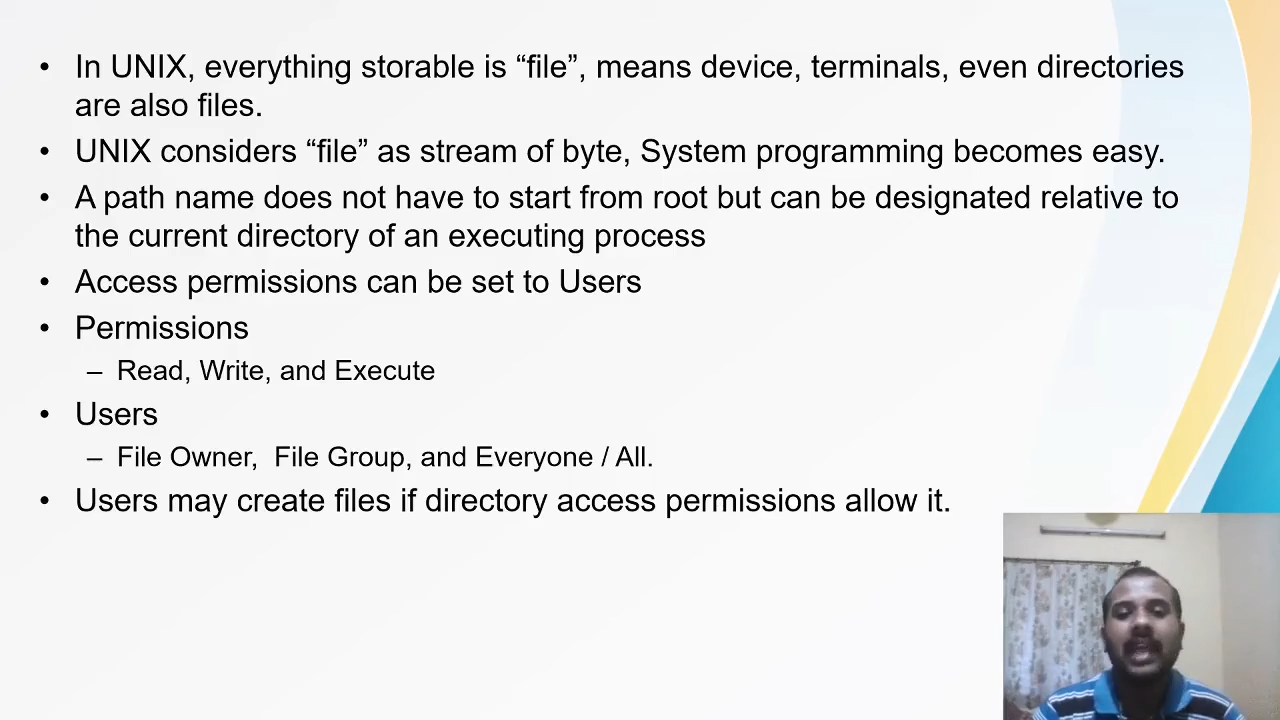 • In UNIX, everything storable is “file”, means device, terminals, even directories
are also files.
• UNIX considers “file” as stream of byte, System programming becomes easy.
• A path name does not have to start from root but can be designated relative to
the current directory of an executing process
• Access permissions can be set to Users
• Permissions
– Read, Write, and Execute
• Users
– File Owner,  File Group, and Everyone / All.
• Users may create files if directory access permissions allow it.